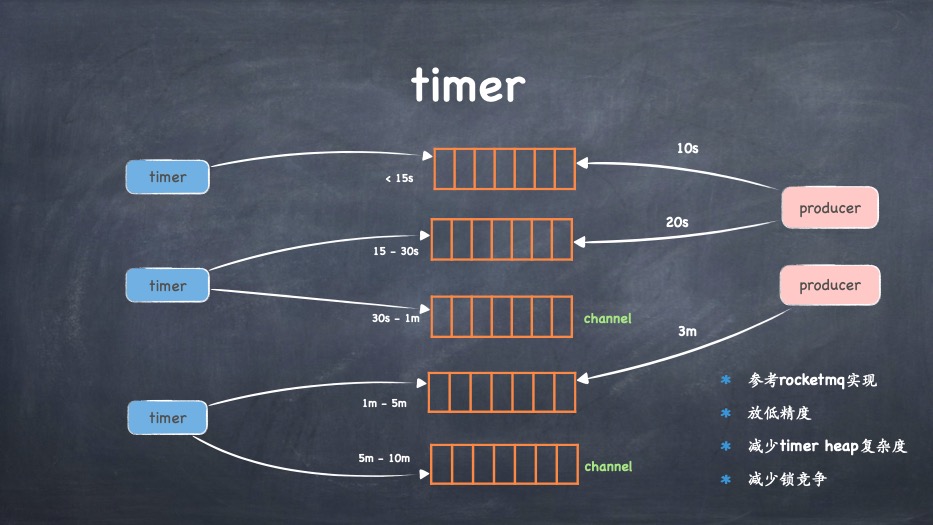 timer
10s
timer
< 15s
producer
20s
15 - 30s
timer
producer
30s - 1m
channel
3m
1m - 5m
timer
5m - 10m
channel
* 参考rocketmq实现
* 放低精度
* 减少timer heap复杂度
* 减少锁竞争